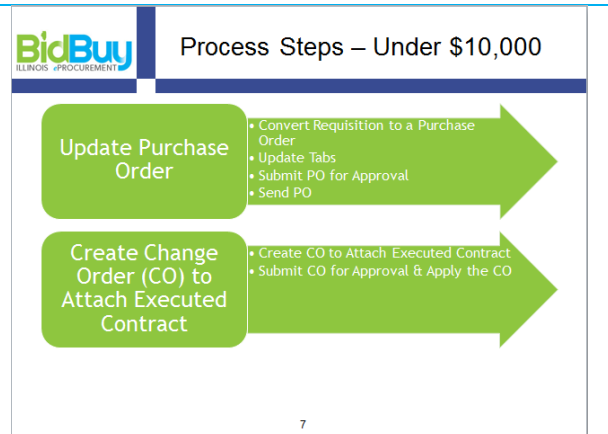 BidBuy
ILLINOIS ePROCUREMENT
Process Steps – Under $10,000
Update Purchase
Order
• Convert Requisition to a Purchase
Order
• Update Tabs
• Submit PO for Approval
• Send PO
Create Change
Order (CO) to
Attach Executed
Contract
• Create CO to Attach Executed Contract
• Submit CO for Approval & Apply the CO
7